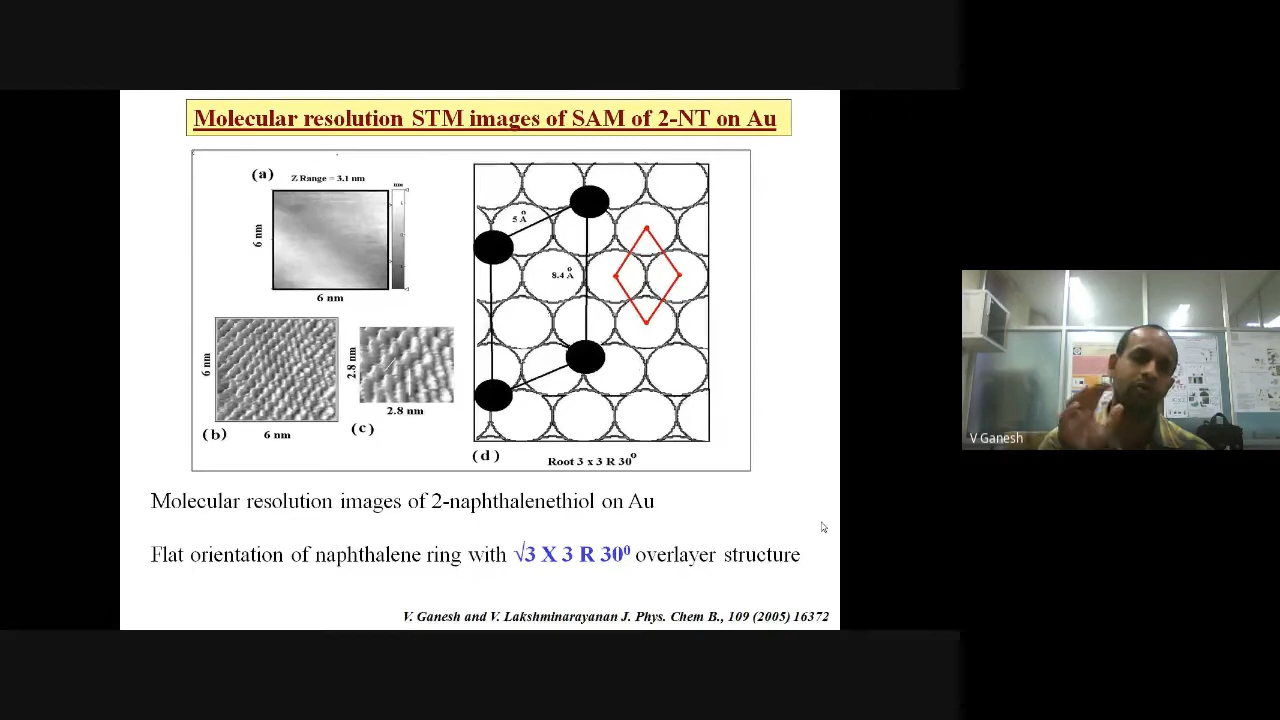 Molecular resolution STM images of SAM of 2-NT on Au
(a)
Z Range = 3.1 nm
nm
6 nm
6 nm
5 Å
8.4 Å
6 nm
2.8 nm
2.8 nm
(b)
6 nm
(c)
(d)
Root 3 x 3 R 30°
Molecular resolution images of 2-naphthalenethiol on Au
Flat orientation of naphthalene ring with √3 X 3 R 30⁰ overlayer structure
V. Ganesh and V. Lakshminarayanan J. Phys. Chem B., 109 (2005) 16372
V Ganesh